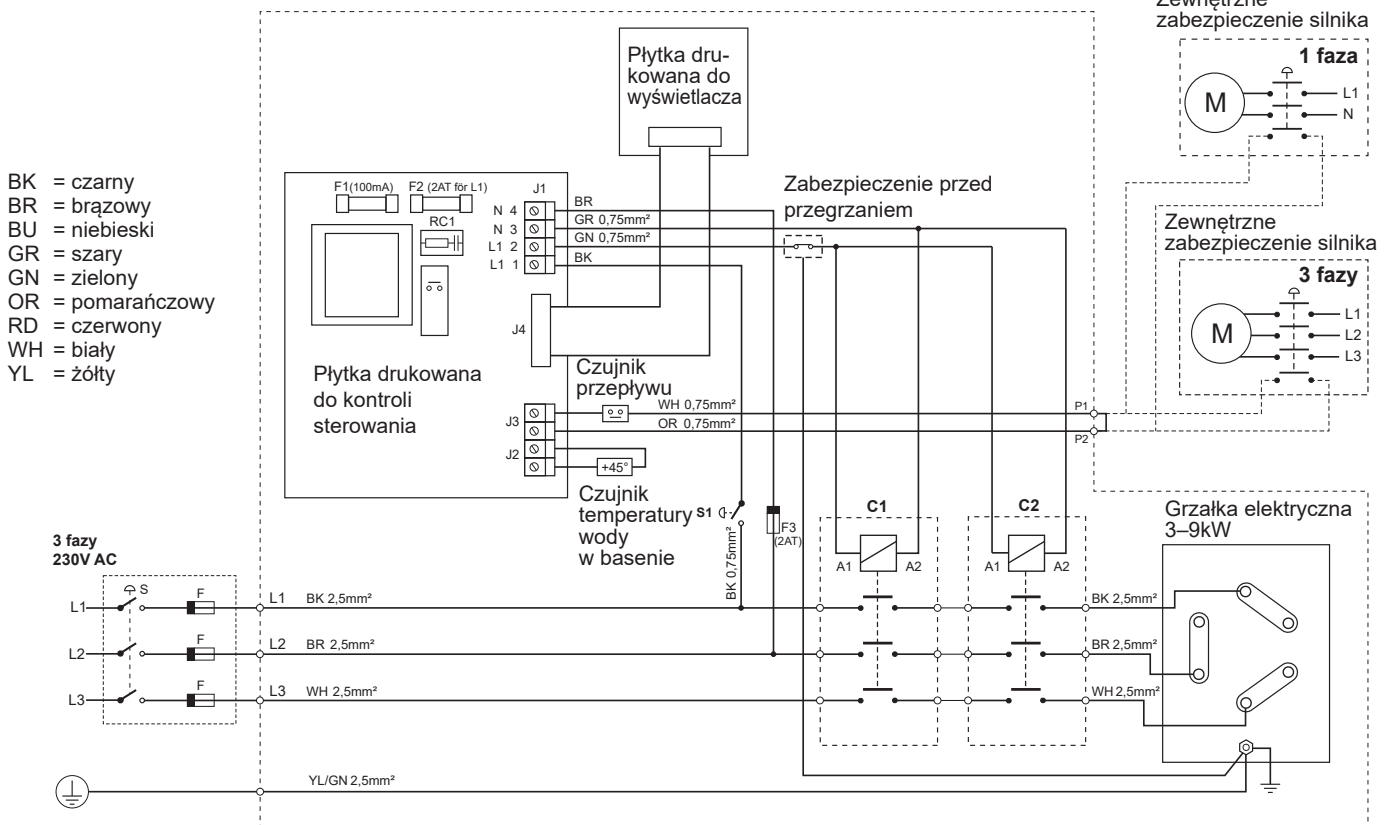 Zewnętrzne
zabezpieczenie silnika
1 faza
M
L1
N
Płytka dru-
kowana do
wyświetlacza
BK = czarny
BR = brązowy
BU = niebieski
GR = szary
GN = zielony
OR = pomarańczowy
RD = czerwony
WH = biały
YL = żółty
F1(100mA)
F2 (2AT för L1)
RC1
J1
N 4
N 3
L1 2
L1 1
BR
GR 0,75mm²
GN 0,75mm²
BK
Zabezpieczenie przed
przegrzaniem
Zewnętrzne
zabezpieczenie silnika
3 fazy
M
L1
L2
L3
J4
Płytka drukowana
do kontroli
sterowania
Czujnik
przepływu
J3
J2
WH 0,75mm²
OR 0,75mm²
P1
P2
+45°
Czujnik
temperatury
wody
w basenie
S1
BK 0,75mm²
F3
(2AT)
C1
A1
A2
C2
A1
A2
Grzałka elektryczna
3–9kW
3 fazy
230V AC
S
L1
F
L1
BK 2,5mm²
BK 2,5mm²
L2
F
L2
BR 2,5mm²
BR 2,5mm²
L3
F
L3
WH 2,5mm²
WH 2,5mm²
YL/GN 2,5mm²